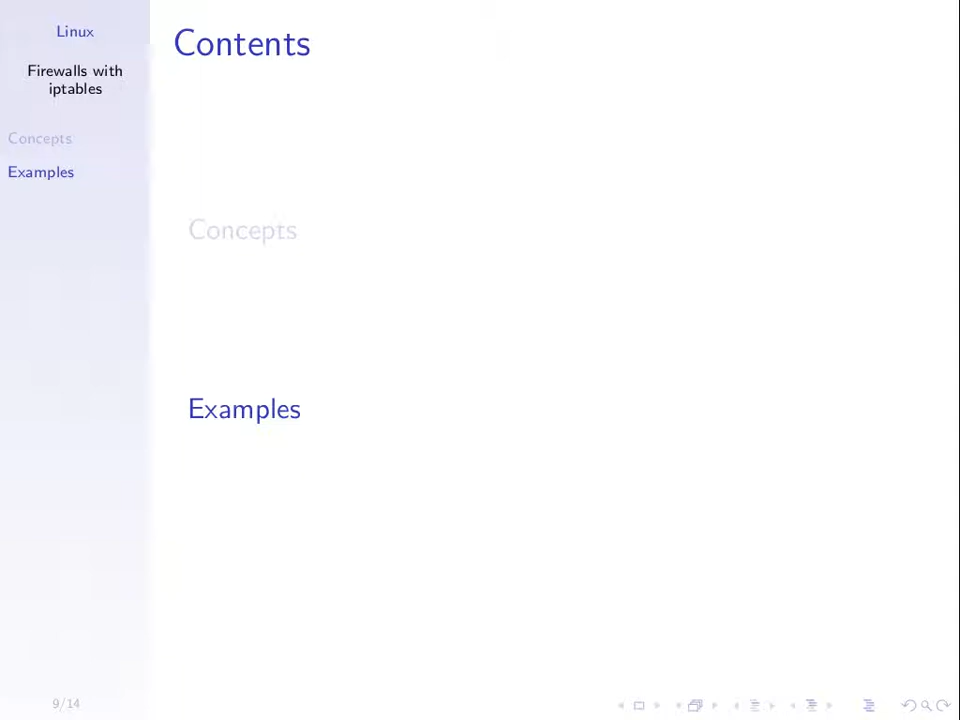 Linux
Firewalls with
iptables
Concepts
Examples
Contents
Concepts
Examples
9/14